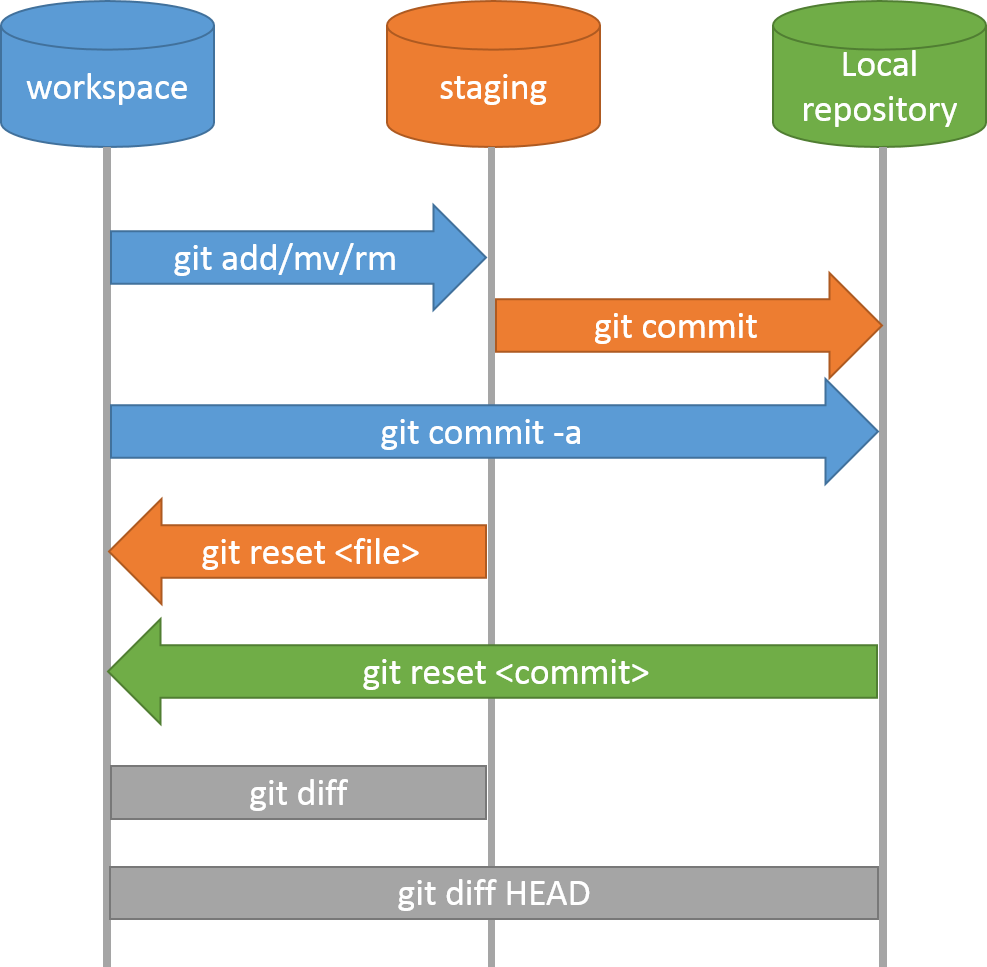 workspace
staging
Local
repository
git add/mv/rm
git commit
git commit -a
git reset <file>
git reset <commit>
git diff
git diff HEAD